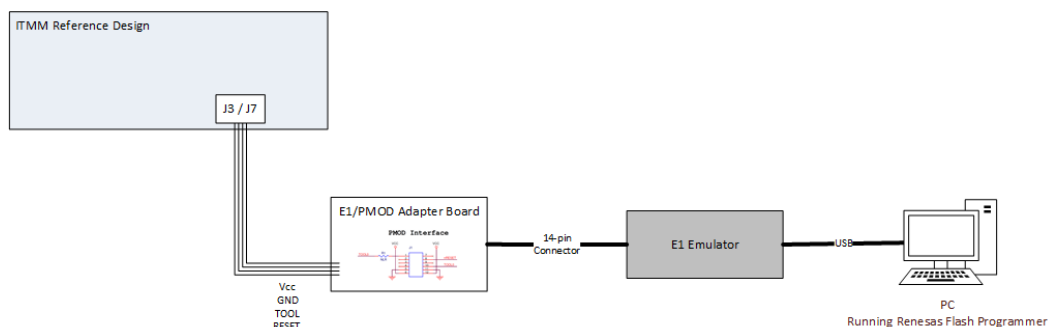 ITMM Reference Design
J3 / J7
E1/PMOD Adapter Board
PMOD Interface
14-pin
Connector
E1 Emulator
USB
Vcc
GND
TOOL
RESET
PC
Running Renesas Flash Programmer